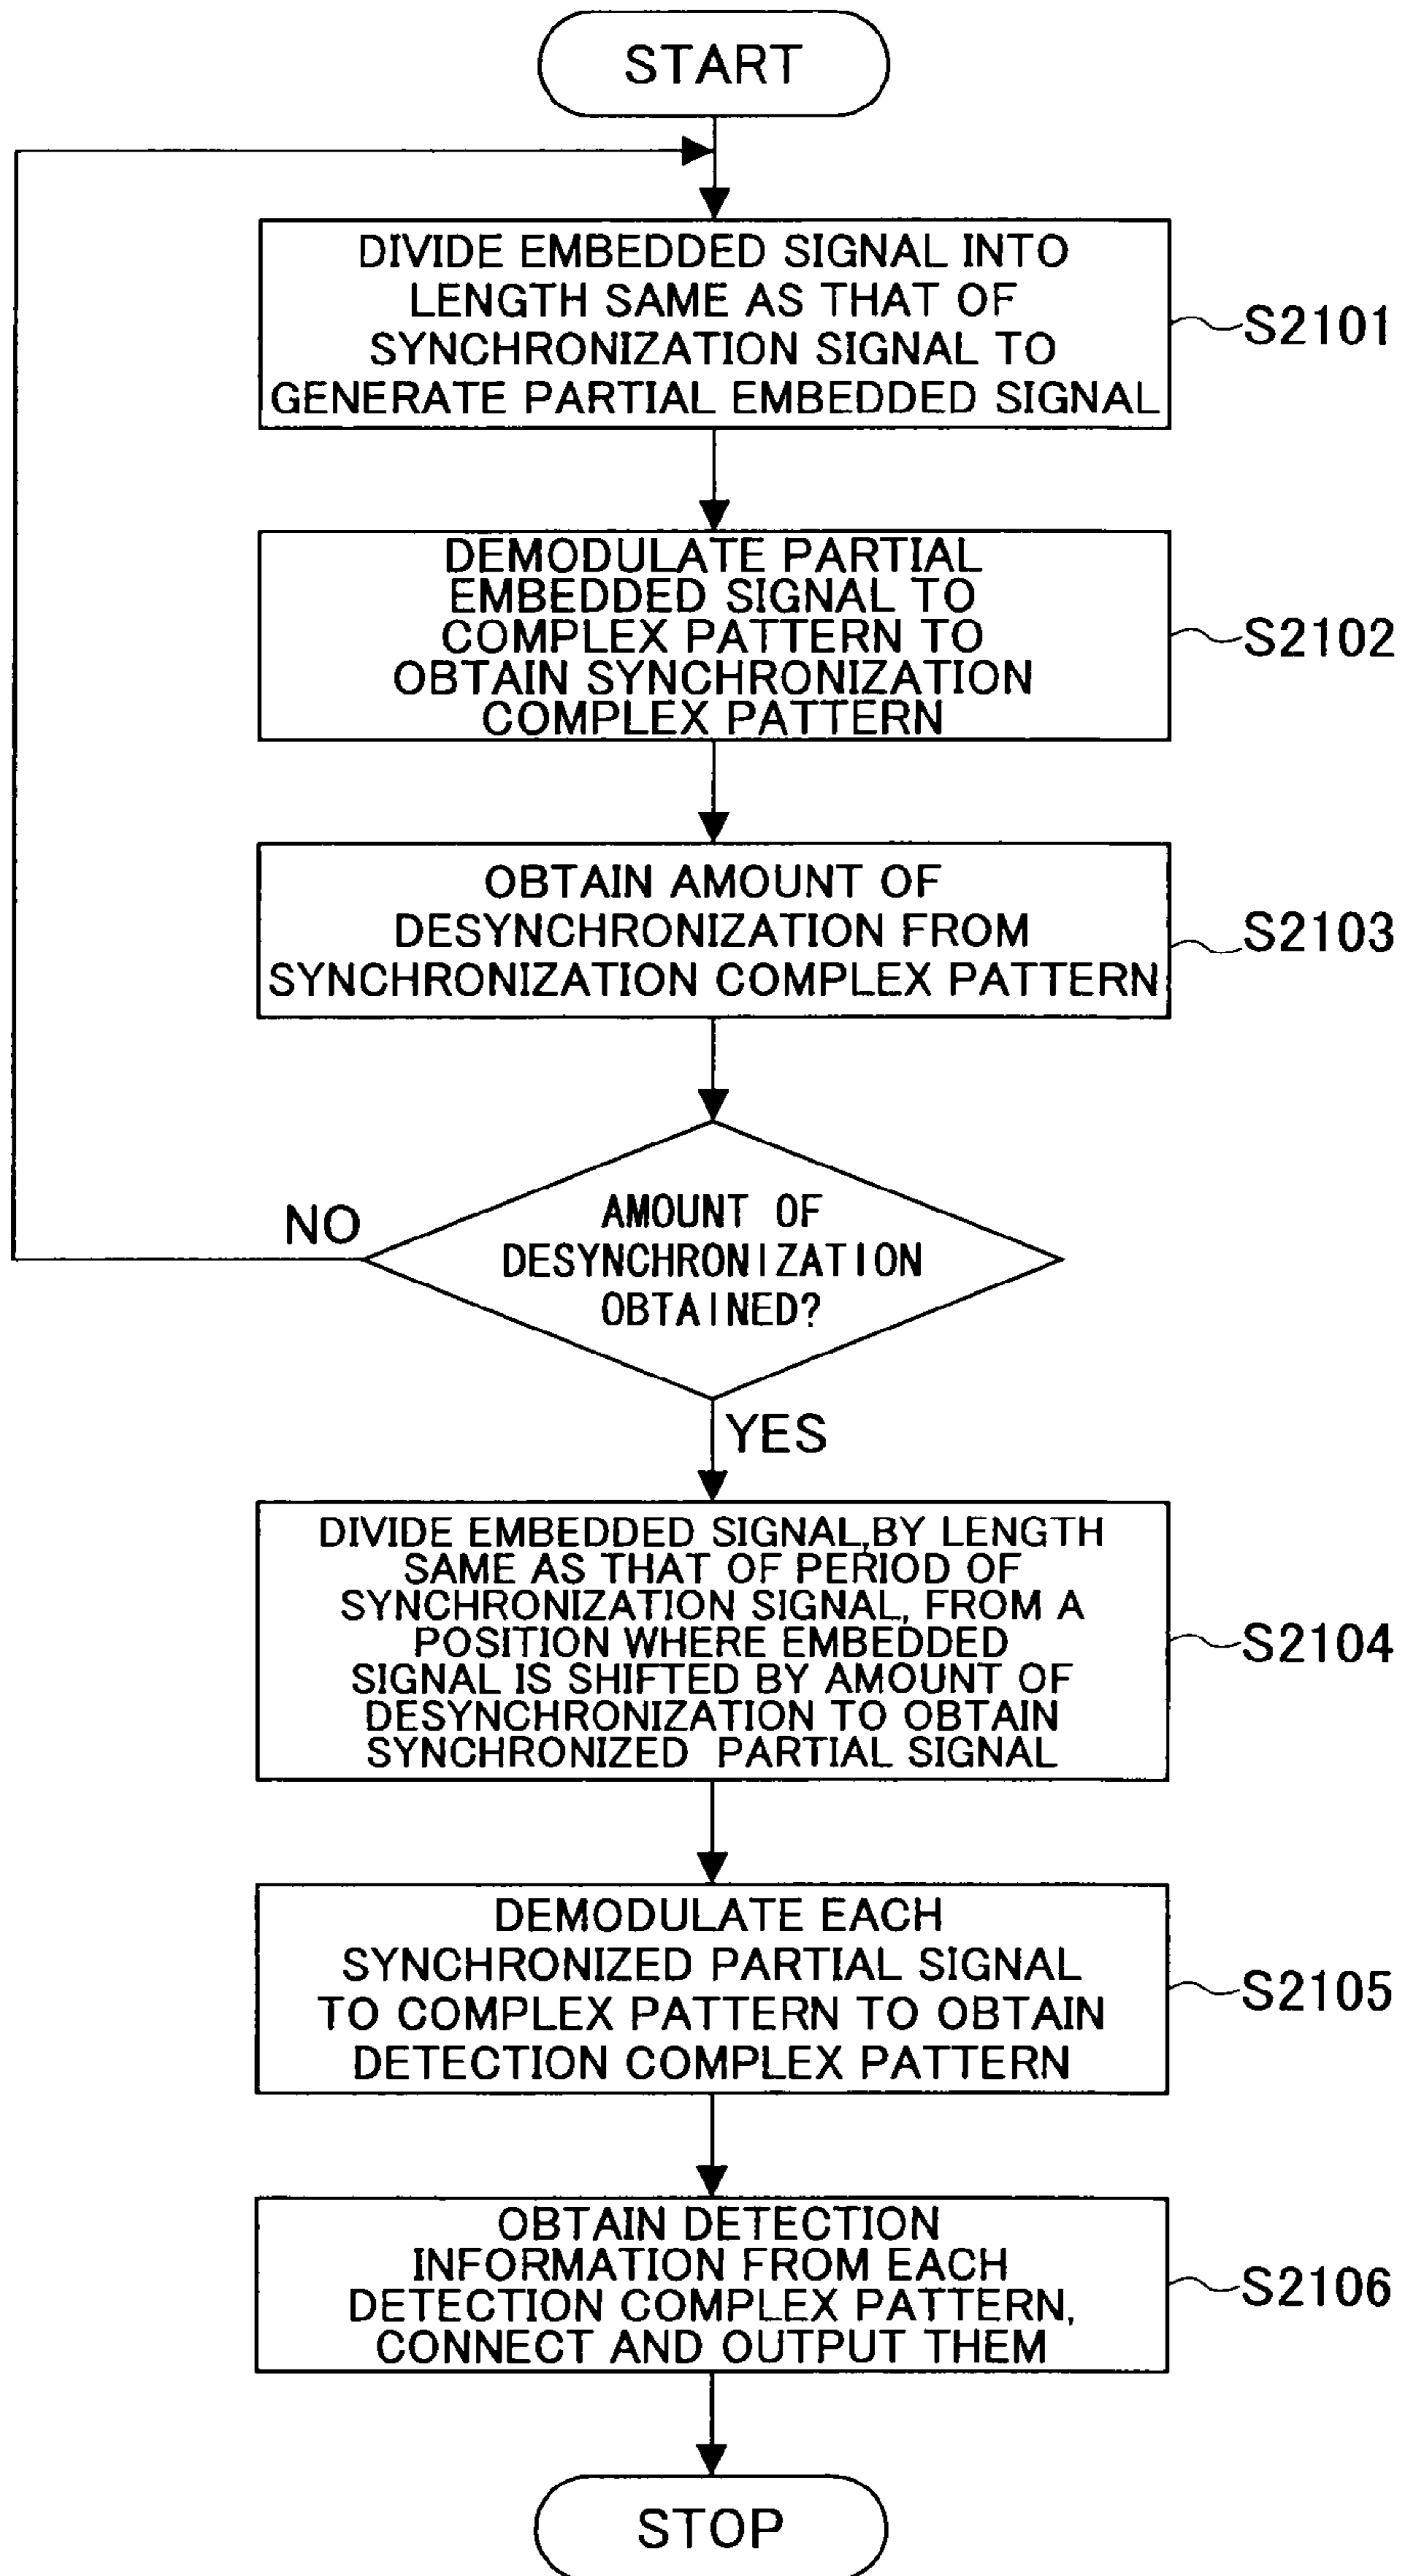 START
DIVIDE EMBEDDED SIGNAL INTO
LENGTH SAME AS THAT OF
SYNCHRONIZATION SIGNAL TO
GENERATE PARTIAL EMBEDDED SIGNAL
S2101
DEMODULATE PARTIAL
EMBEDDED SIGNAL TO
COMPLEX PATTERN TO
OBTAIN SYNCHRONIZATION
COMPLEX PATTERN
S2102
OBTAIN AMOUNT OF
DESYNCHRONIZATION FROM
SYNCHRONIZATION COMPLEX PATTERN
S2103
AMOUNT OF
DESYNCHRONIZATION
OBTAINED?
NO
YES
DIVIDE EMBEDDED SIGNAL,BY LENGTH
SAME AS THAT OF PERIOD OF
SYNCHRONIZATION SIGNAL, FROM A
POSITION WHERE EMBEDDED
SIGNAL IS SHIFTED BY AMOUNT OF
DESYNCHRONIZATION TO OBTAIN
SYNCHRONIZED PARTIAL SIGNAL
S2104
DEMODULATE EACH
SYNCHRONIZED PARTIAL SIGNAL
TO COMPLEX PATTERN TO OBTAIN
DETECTION COMPLEX PATTERN
S2105
OBTAIN DETECTION
INFORMATION FROM EACH
DETECTION COMPLEX PATTERN,
CONNECT AND OUTPUT THEM
S2106
STOP